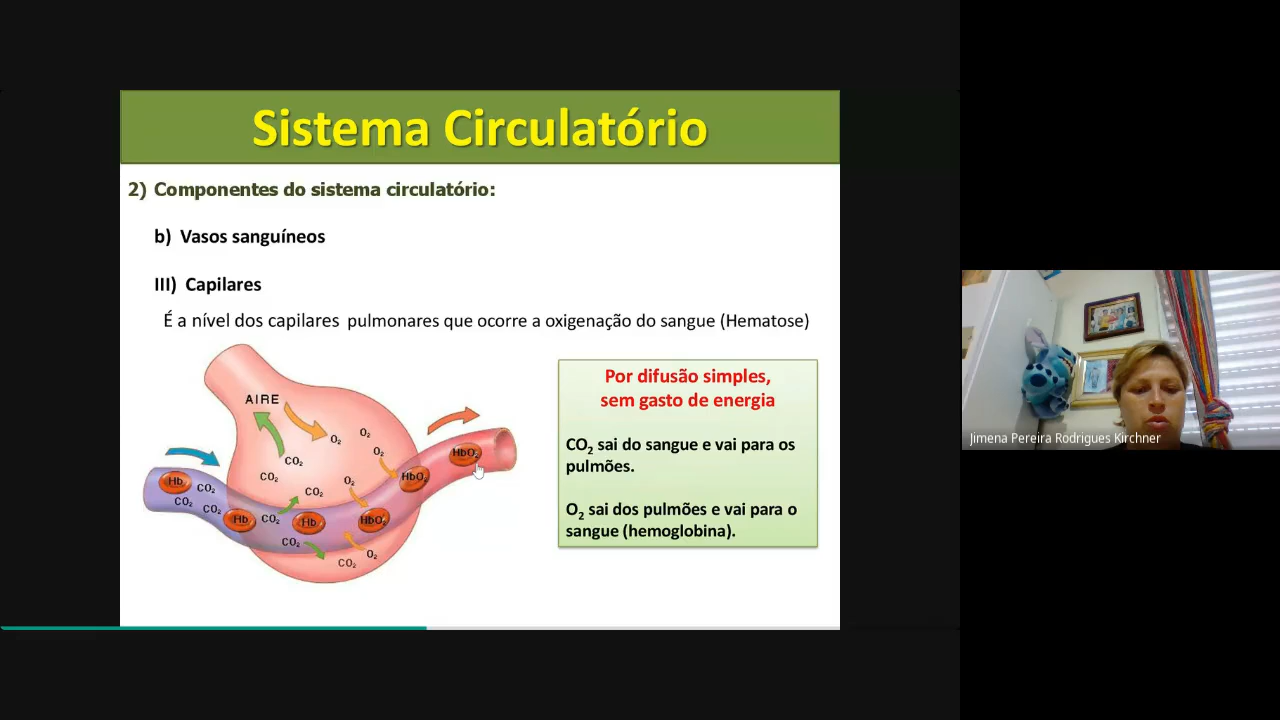 Sistema Circulatório
2) Componentes do sistema circulatório:
b) Vasos sanguíneos
III) Capilares
É a nível dos capilares pulmonares que ocorre a oxigenação do sangue (Hematose)
AIRE
O₂
O₂
O₂
CO₂
CO₂
O₂
CO₂
Hb
CO₂
CO₂
CO₂
Hb
CO₂
Hb
HbO₂
HbO₂
HbO₂
CO₂
O₂
CO₂
Por difusão simples,
sem gasto de energia
CO₂ sai do sangue e vai para os
pulmões.
O₂ sai dos pulmões e vai para o
sangue (hemoglobina).
Jimena Pereira Rodrigues Kirchner